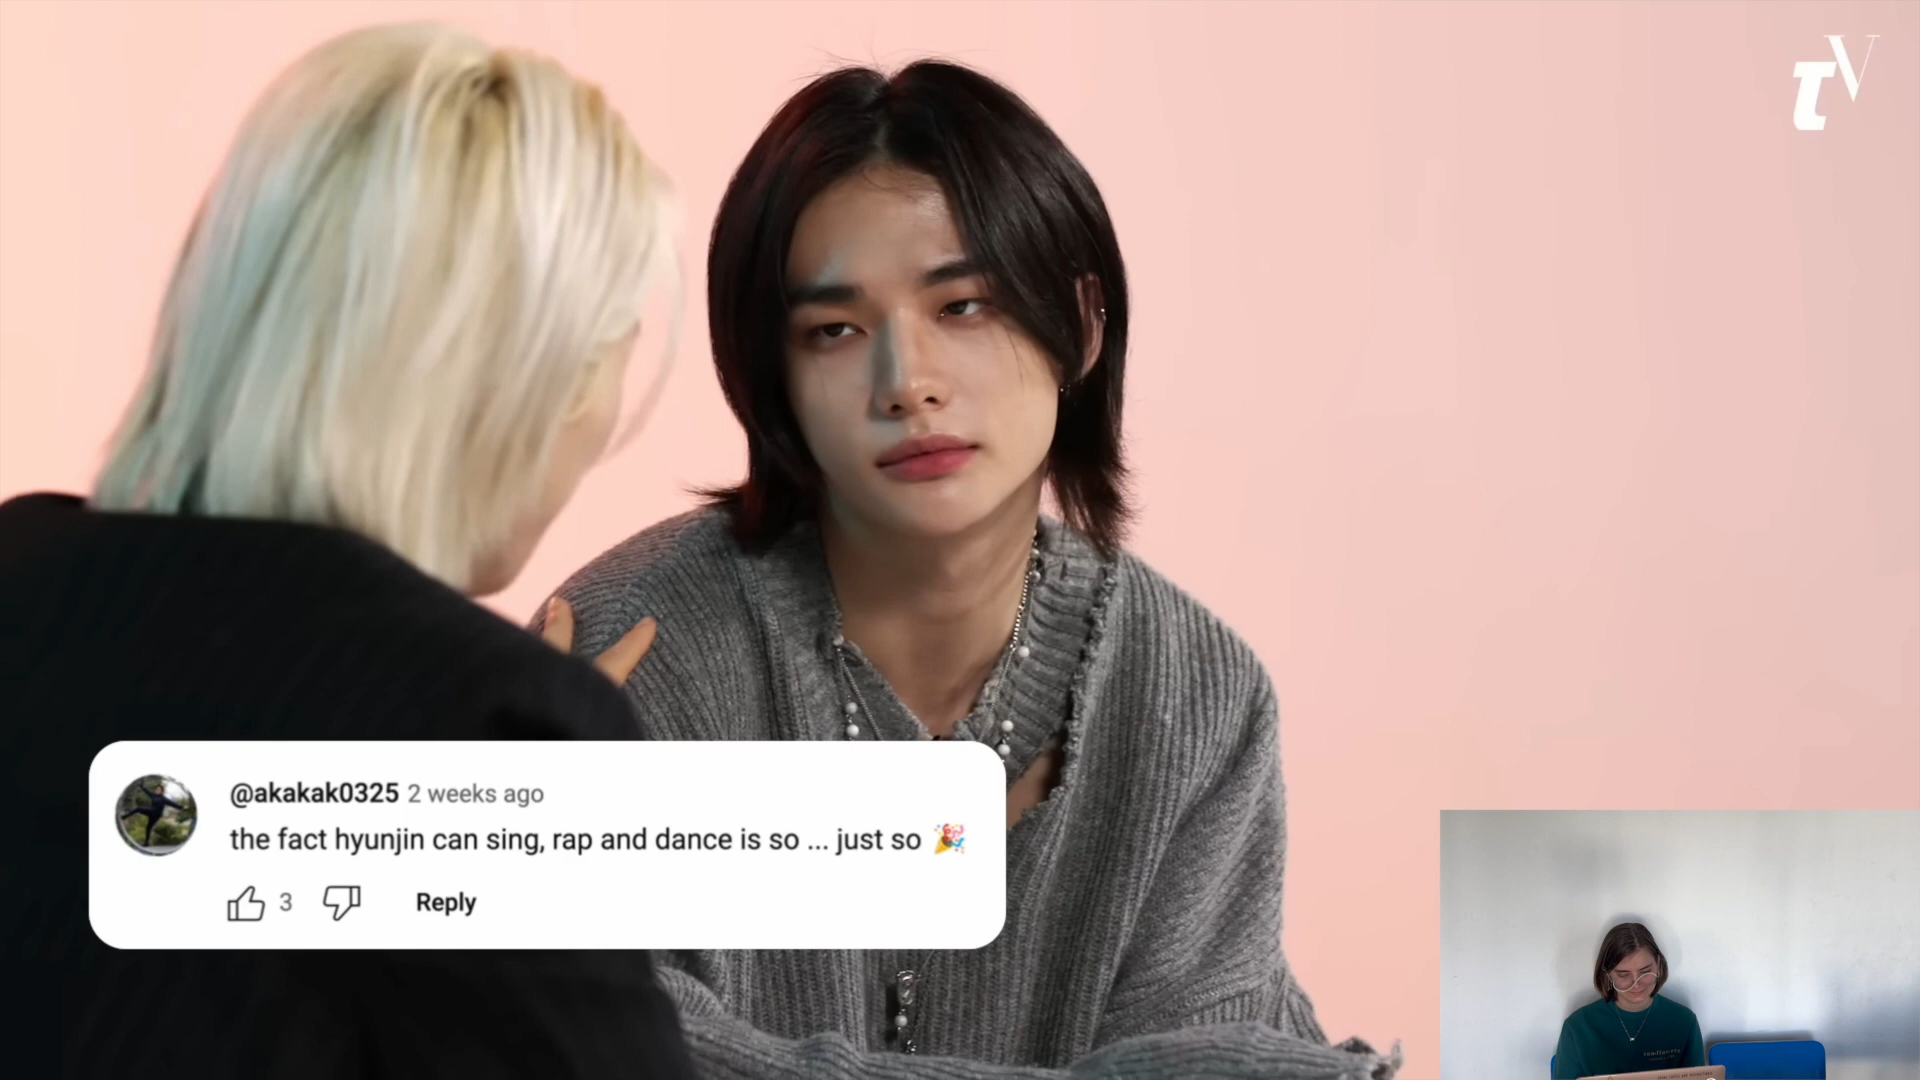 tV
@akakak0325 2 weeks ago
the fact hyunjin can sing, rap and dance is so ... just so 🎉
3
Reply